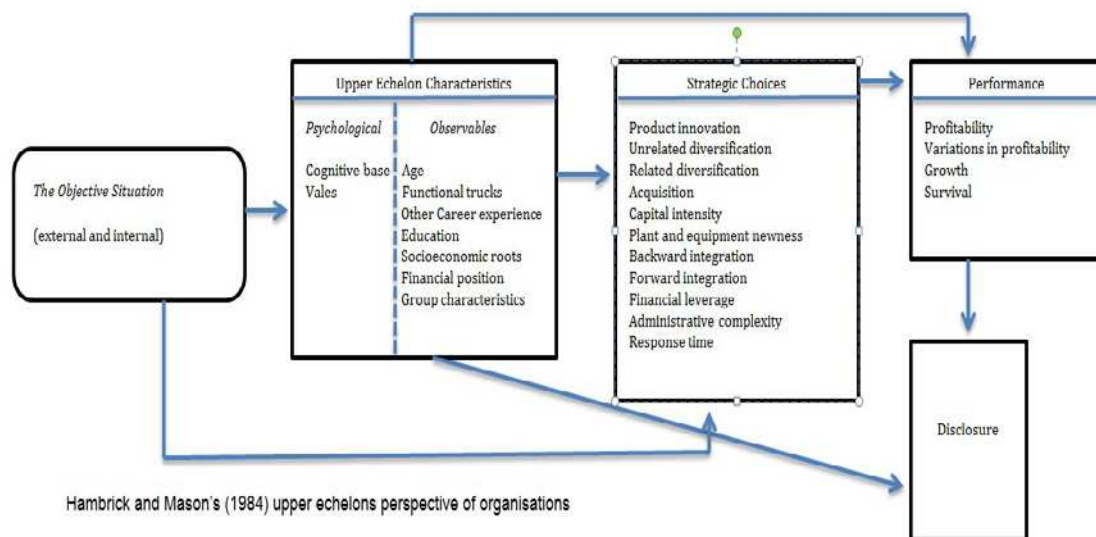 The Objective Situation
(external and internal)
Upper Echelon Characteristics
Psychological
Cognitive base
Vales
Observables
Age
Functional trucks
Other Career experience
Education
Socioeconomic roots
Financial position
Group characteristics
Strategic Choices
Product innovation
Unrelated diversification
Related diversification
Acquisition
Capital intensity
Plant and equipment newness
Backward integration
Forward integration
Financial leverage
Administrative complexity
Response time
Performance
Profitability
Variations in profitability
Growth
Survival
Disclosure
Hambrick and Mason's (1984) upper echelons perspective of organisations